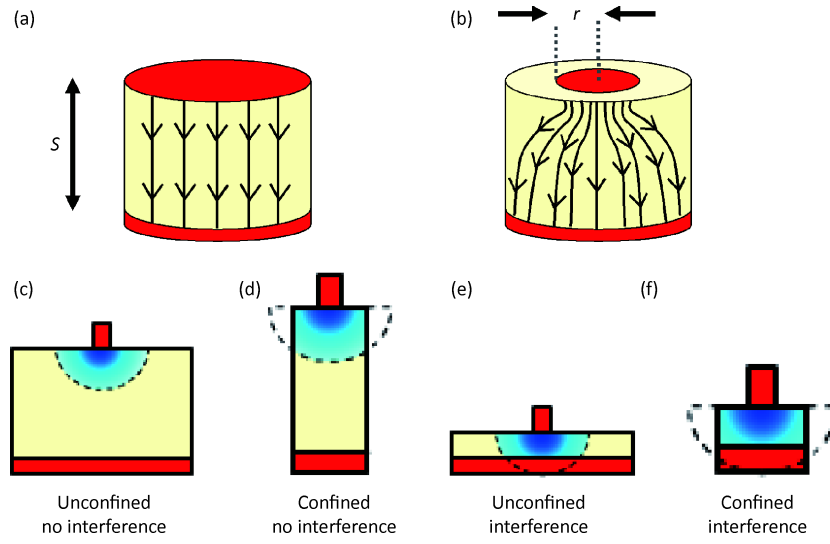 (a)
(b)
r
S
(c)
(d)
(e)
(f)
Unconfined
no interference
Confined
no interference
Unconfined
interference
Confined
interference